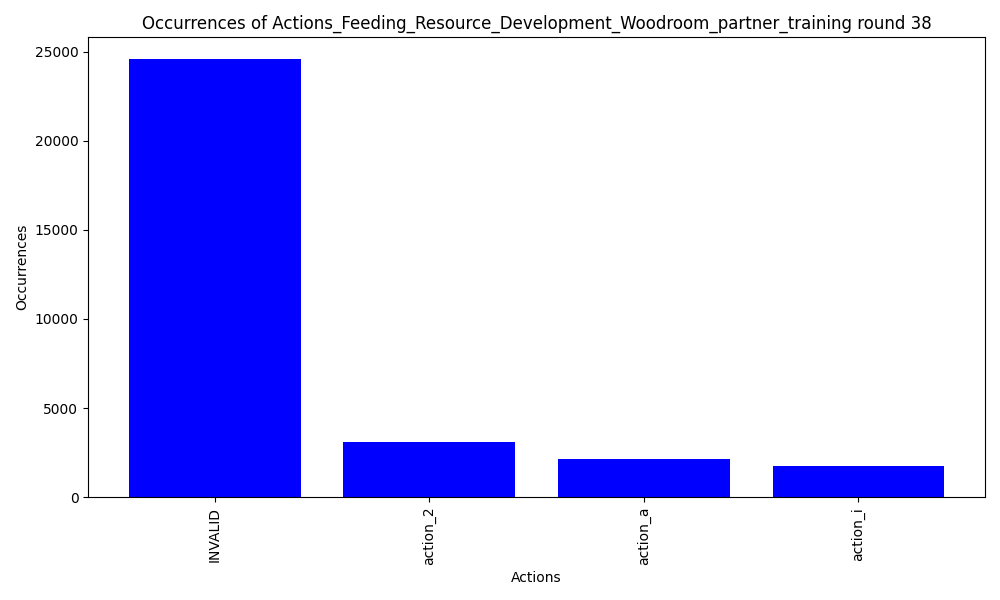 Occurrences of Actions_Feeding_Resource_Development_Woodroom_partner_training round 38
25000
20000
15000
10000
5000
0
Occurrences
INVALID
action_2
action_a
action_i
Actions